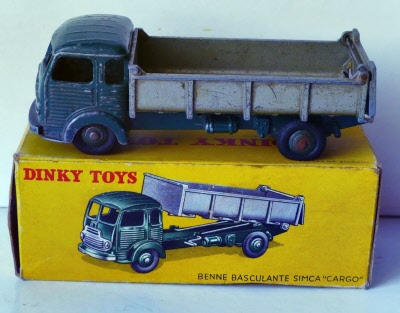 DINKY TOYS
BENNE BASCULANTE SIMCA "CARGO"